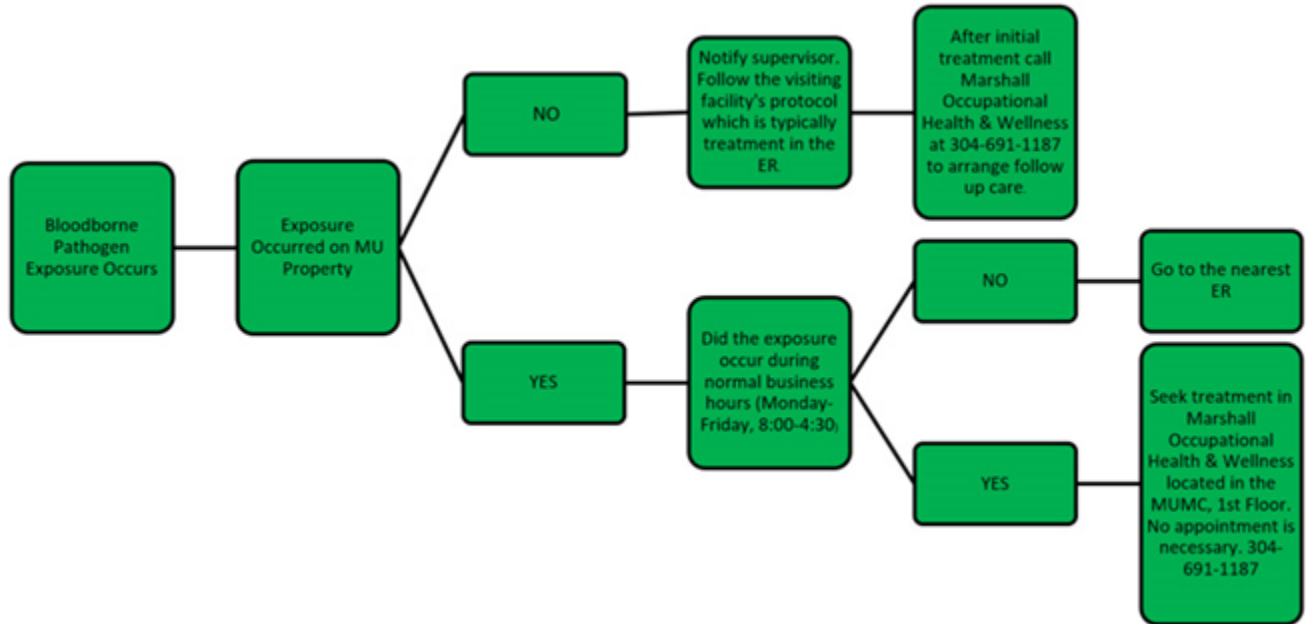 Bloodborne
Pathogen
Exposure Occurs
Exposure
Occurred on MU
Property
NO
Notify supervisor.
Follow the visiting
facility's protocol
which is typically
treatment in the
ER.
After initial
treatment call
Marshall
Occupational
Health & Wellness
at 304-691-1187
to arrange follow
up care.
YES
Did the exposure
occur during
normal business
hours (Monday-
Friday, 8:00-4:30)
NO
Go to the nearest
ER
YES
Seek treatment in
Marshall
Occupational
Health & Wellness
located in the
MUMC, 1st Floor.
No appointment is
necessary. 304-
691-1187